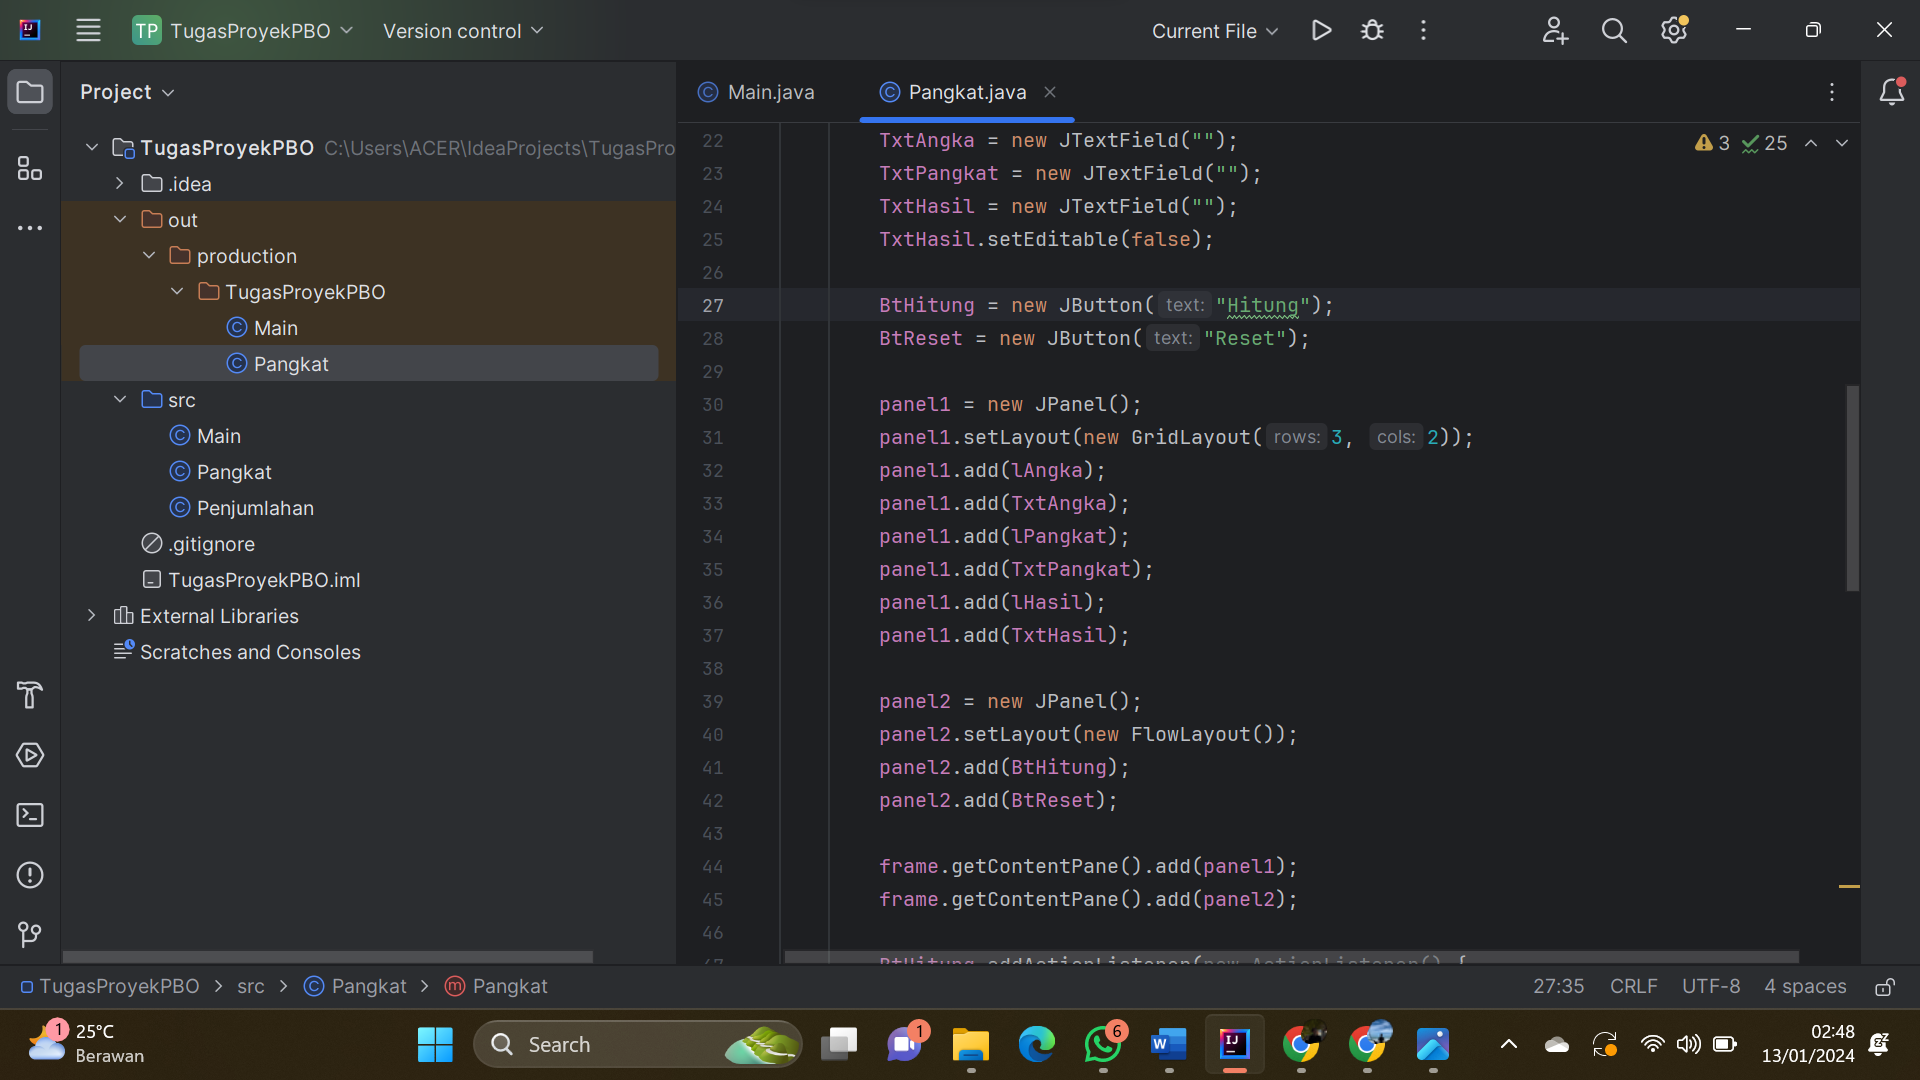 TP TugasProyekPBO Version control Current File
Project
Main.java Pangkat.java
TugasProyekPBO C:\Users\ACER\IdeaProjects\TugasPro
.idea
out
production
TugasProyekPBO
Main
Pangkat
src
Main
Pangkat
Penjumlahan
.gitignore
TugasProyekPBO.iml
External Libraries
Scratches and Consoles
3 25
22 TxtAngka = new JTextField("");
23 TxtPangkat = new JTextField("");
24 TxtHasil = new JTextField("");
25 TxtHasil.setEditable(false);
26
27 BtHitung = new JButton( text: "Hitung");
28 BtReset = new JButton( text: "Reset");
29
30 panel1 = new JPanel();
31 panel1.setLayout(new GridLayout( rows: 3, cols: 2));
32 panel1.add(lAngka);
33 panel1.add(TxtAngka);
34 panel1.add(lPangkat);
35 panel1.add(TxtPangkat);
36 panel1.add(lHasil);
37 panel1.add(TxtHasil);
38
39 panel2 = new JPanel();
40 panel2.setLayout(new FlowLayout());
41 panel2.add(BtHitung);
42 panel2.add(BtReset);
43
44 frame.getContentPane().add(panel1);
45 frame.getContentPane().add(panel2);
46
47 BtHitung.addActionListener(new ActionListener() {
TugasProyekPBO > src > Pangkat > Pangkat
27:35 CRLF UTF-8 4 spaces
1 25°C
Berawan
Search
1
6
02:48
13/01/2024